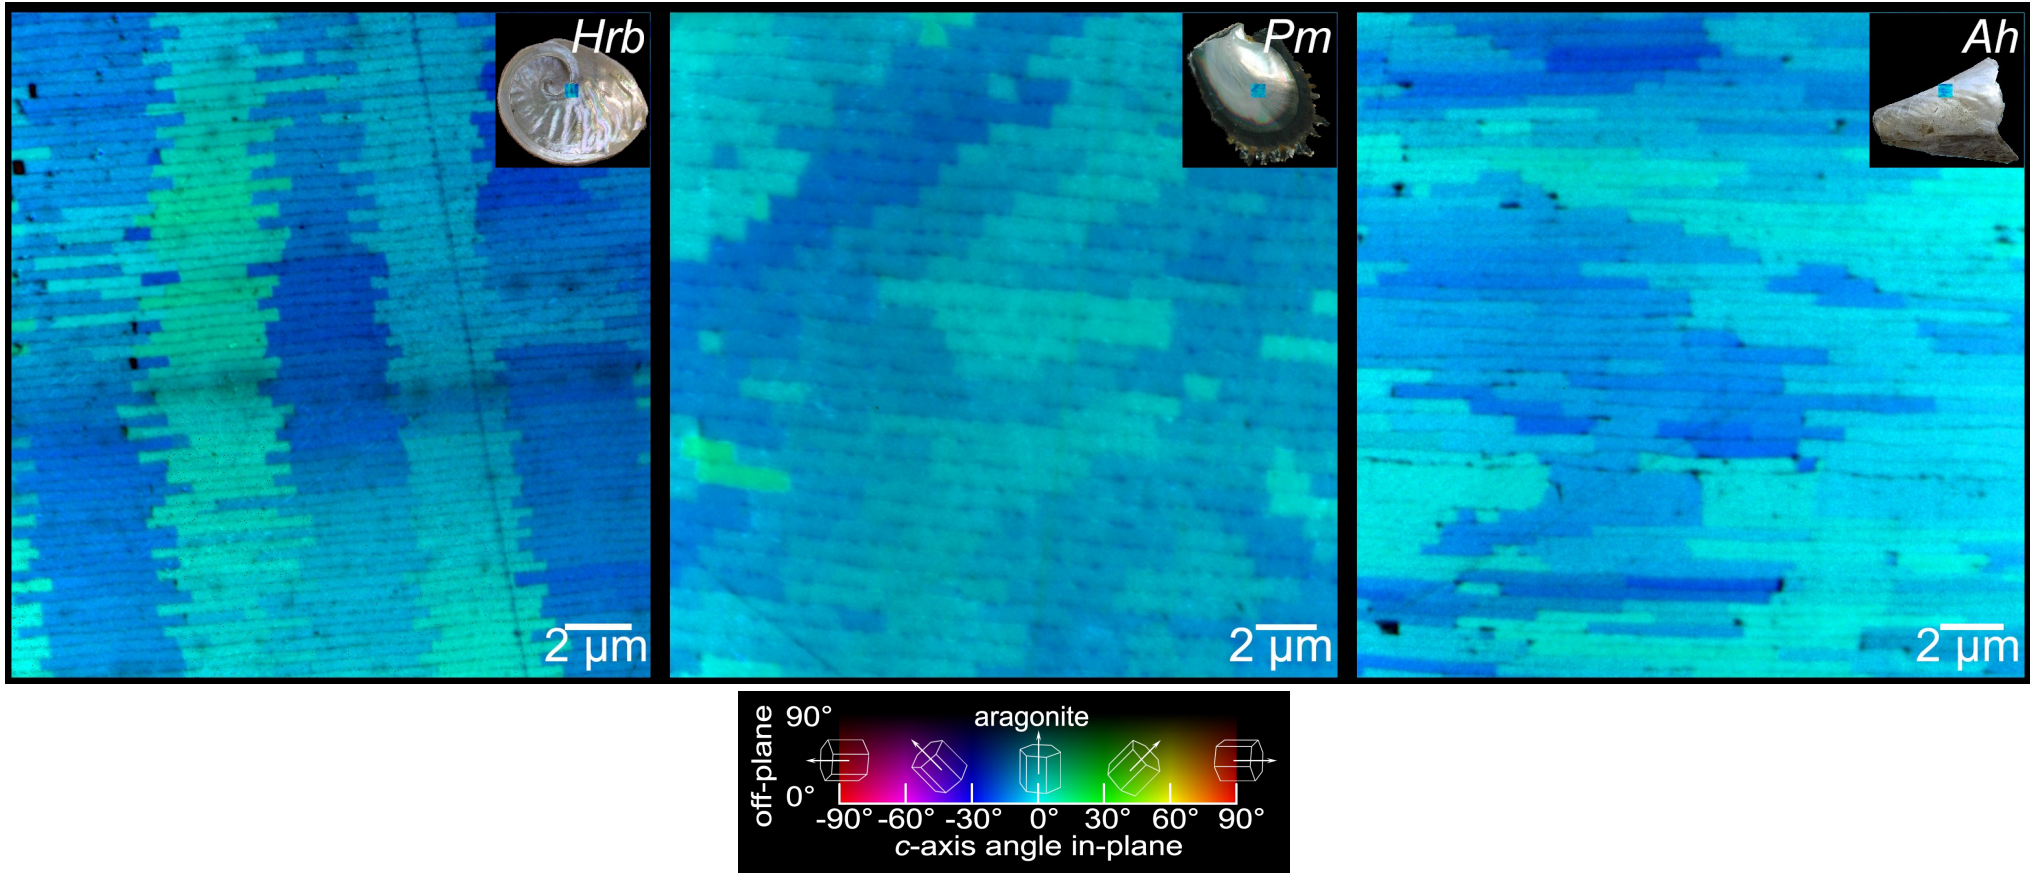 Hrb
Pm
Ah
2 µm
2 µm
2 µm
off-plane
90°
0°
aragonite
-90° -60° -30° 0° 30° 60° 90°
c-axis angle in-plane